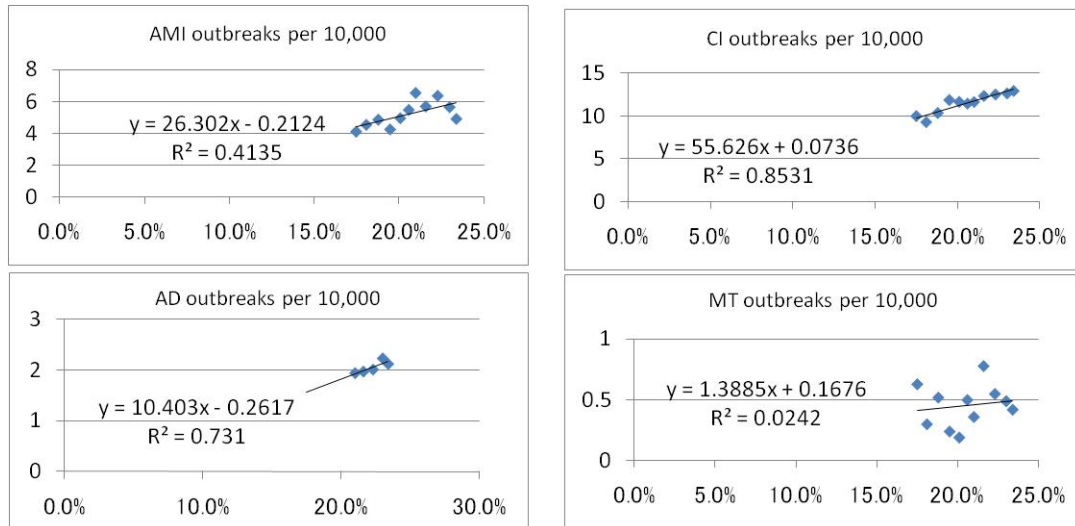 AMI outbreaks per 10,000
8
6
4
2
0
y = 26.302x - 0.2124
R² = 0.4135
0.0% 5.0% 10.0% 15.0% 20.0% 25.0%
CI outbreaks per 10,000
15
10
5
0
y = 55.626x + 0.0736
R² = 0.8531
0.0% 5.0% 10.0% 15.0% 20.0% 25.0%
AD outbreaks per 10,000
3
2
1
0
y = 10.403x - 0.2617
R² = 0.731
0.0% 10.0% 20.0% 30.0%
MT outbreaks per 10,000
1
0.5
0
y = 1.3885x + 0.1676
R² = 0.0242
0.0% 5.0% 10.0% 15.0% 20.0% 25.0%